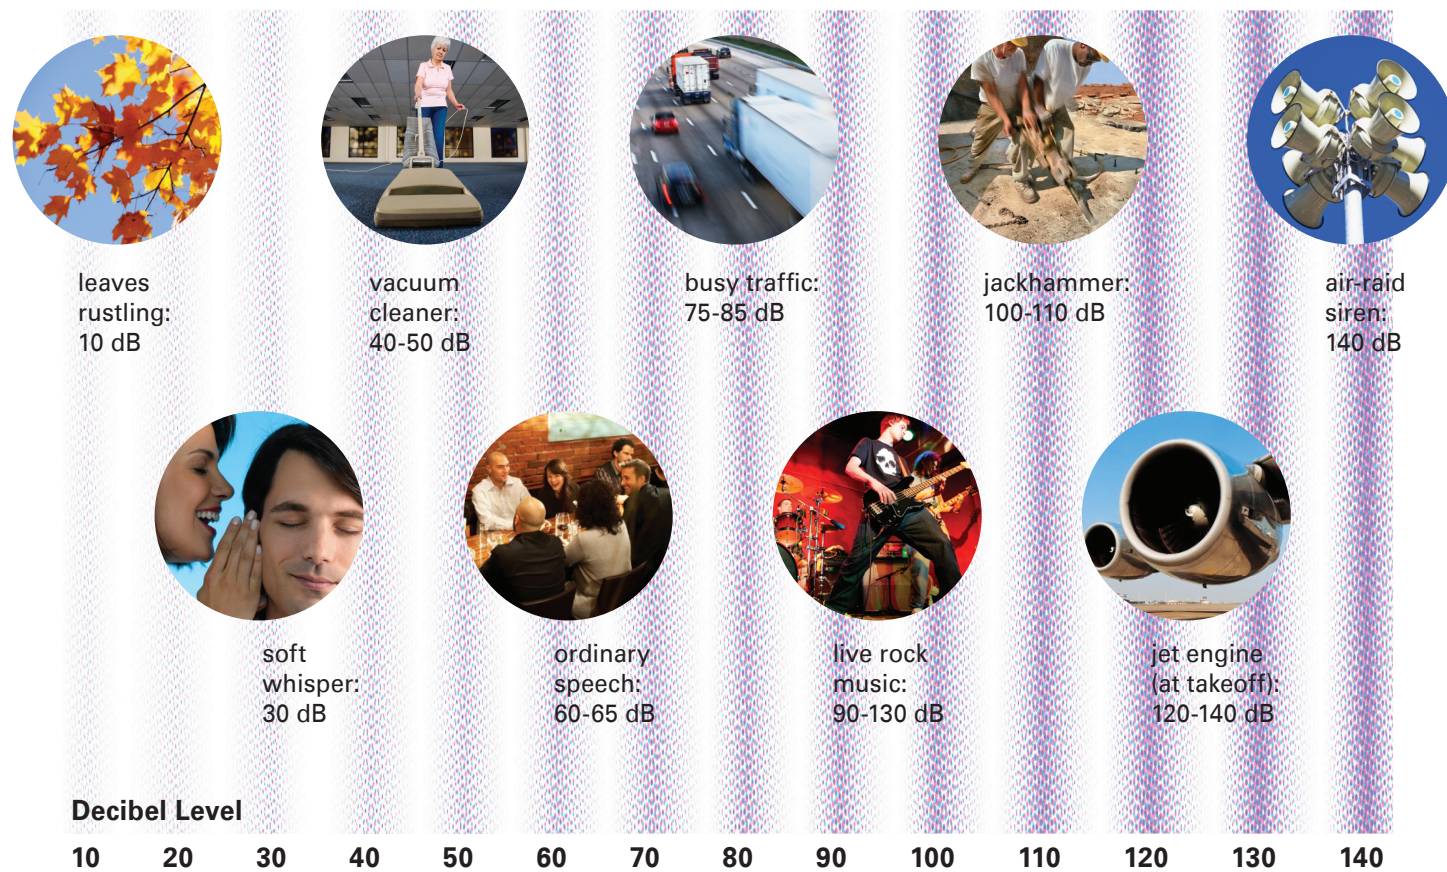 leaves
rustling:
10 dB
vacuum
cleaner:
40-50 dB
busy traffic:
75-85 dB
jackhammer:
100-110 dB
air-raid
siren:
140 dB
soft
whisper:
30 dB
ordinary
speech:
60-65 dB
live rock
music:
90-130 dB
jet engine
(at takeoff):
120-140 dB
Decibel Level
10 20 30 40 50 60 70 80 90 100 110 120 130 140